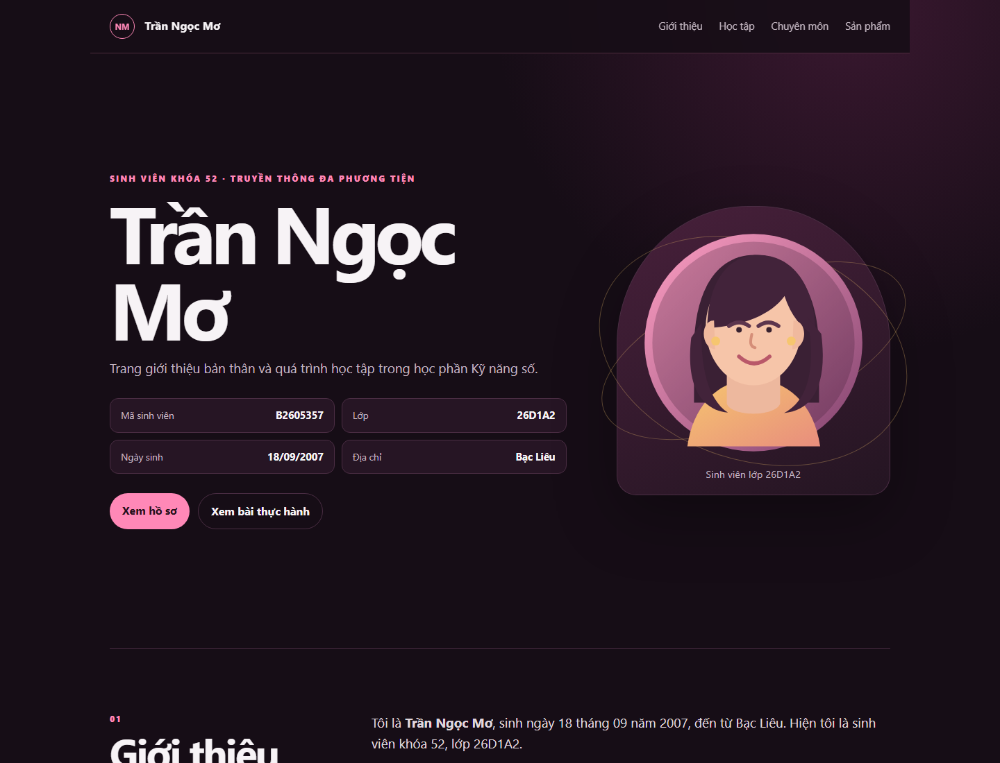 NM
Trần Ngọc Mơ
Giới thiệu
Học tập
Chuyên môn
Sản phẩm
SINH VIÊN KHÓA 52 · TRUYỀN THÔNG ĐA PHƯƠNG TIỆN
Trần Ngọc
Mơ
Trang giới thiệu bản thân và quá trình học tập trong học phần Kỹ năng số.
Mã sinh viên B2605357
Lớp 26D1A2
Ngày sinh 18/09/2007
Địa chỉ Bạc Liêu
Xem hồ sơ
Xem bài thực hành
Sinh viên lớp 26D1A2
01
Giới thiệu
Tôi là Trần Ngọc Mơ, sinh ngày 18 tháng 09 năm 2007, đến từ Bạc Liêu. Hiện tôi là sinh
viên khóa 52, lớp 26D1A2.